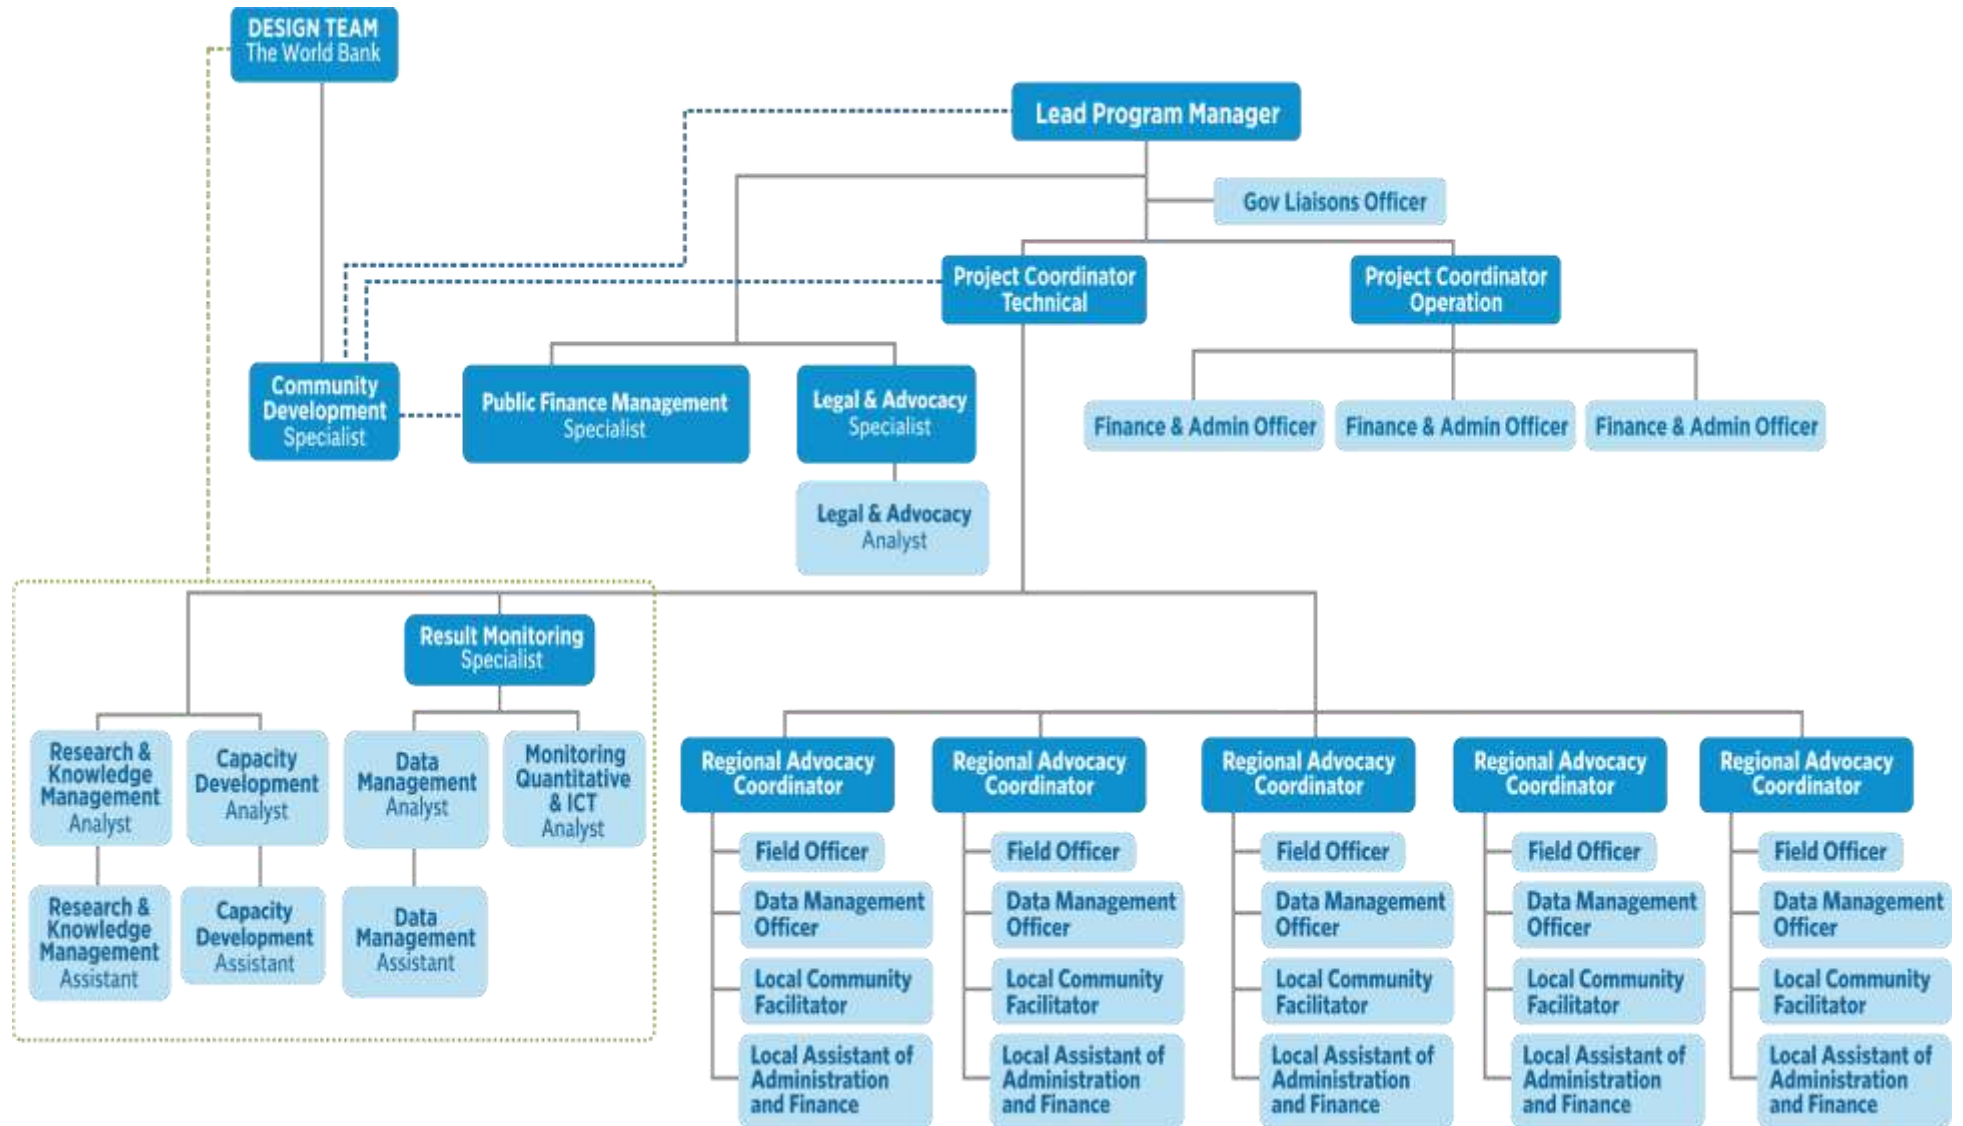 DESIGN TEAM
The World Bank
Lead Program Manager
Gov Liaisons Officer
Project Coordinator
Technical
Project Coordinator
Operation
Community
Development
Specialist
Public Finance Management
Specialist
Legal & Advocacy
Specialist
Finance & Admin Officer
Finance & Admin Officer
Finance & Admin Officer
Legal & Advocacy
Analyst
Result Monitoring
Specialist
Research &
Knowledge
Management
Analyst
Capacity
Development
Analyst
Data
Management
Analyst
Monitoring
Quantitative
& ICT
Analyst
Research &
Knowledge
Management
Assistant
Capacity
Development
Assistant
Data
Management
Assistant
Regional Advocacy
Coordinator
Field Officer
Data Management
Officer
Local Community
Facilitator
Local Assistant of
Administration
and Finance
Regional Advocacy
Coordinator
Field Officer
Data Management
Officer
Local Community
Facilitator
Local Assistant of
Administration
and Finance
Regional Advocacy
Coordinator
Field Officer
Data Management
Officer
Local Community
Facilitator
Local Assistant of
Administration
and Finance
Regional Advocacy
Coordinator
Field Officer
Data Management
Officer
Local Community
Facilitator
Local Assistant of
Administration
and Finance
Regional Advocacy
Coordinator
Field Officer
Data Management
Officer
Local Community
Facilitator
Local Assistant of
Administration
and Finance